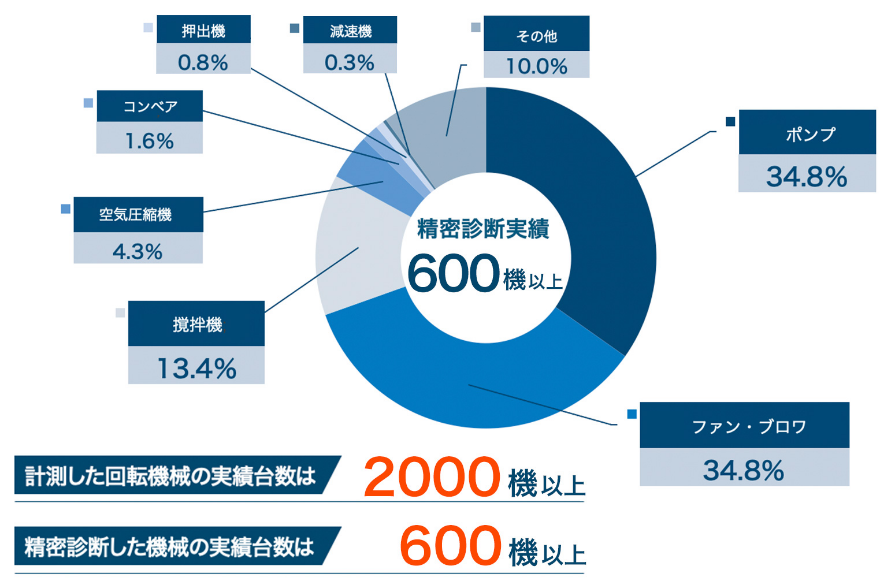 押出機
0.8%
減速機
0.3%
その他
10.0%
コンベア
1.6%
ポンプ
34.8%
空気圧縮機
4.3%
精密診断実績
600機以上
撹拌機
13.4%
ファン・ブロワ
34.8%
計測した回転機械の実績台数は 2000機以上
精密診断した機械の実績台数は 600機以上